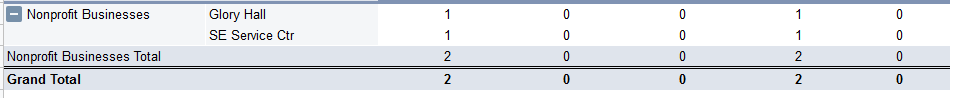 Nonprofit Businesses Glory Hall 1 0 0 1 0
SE Service Ctr 1 0 0 1 0
Nonprofit Businesses Total 2 0 0 2 0
Grand Total 2 0 0 2 0